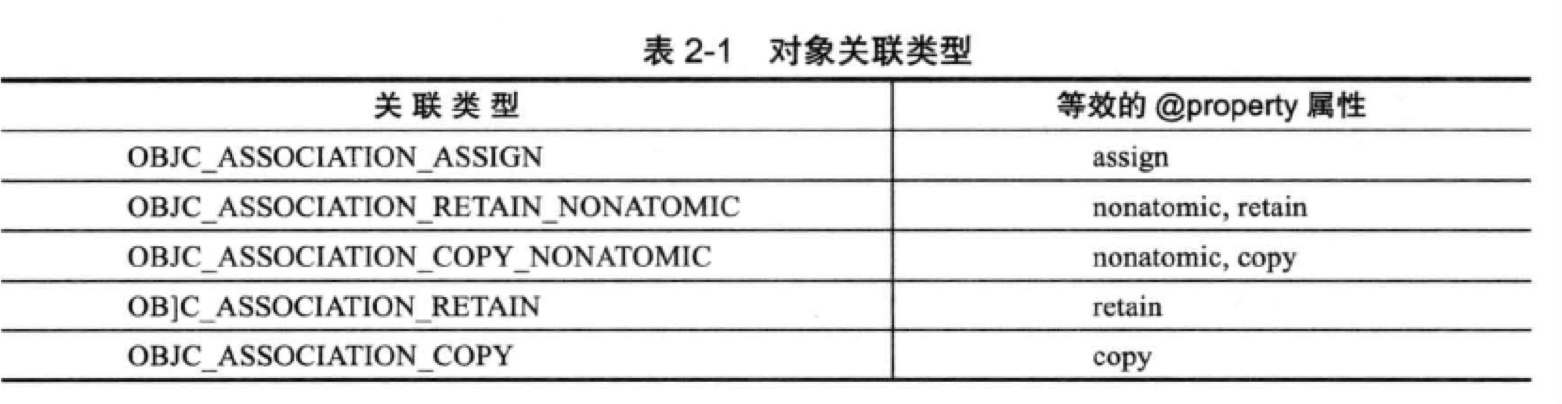 表 2-1 对象关联类型
关 联 类 型 等效的 @property 属性
OBJC_ASSOCIATION_ASSIGN assign
OBJC_ASSOCIATION_RETAIN_NONATOMIC nonatomic, retain
OBJC_ASSOCIATION_COPY_NONATOMIC nonatomic, copy
OB]C_ASSOCIATION_RETAIN retain
OBJC_ASSOCIATION_COPY copy